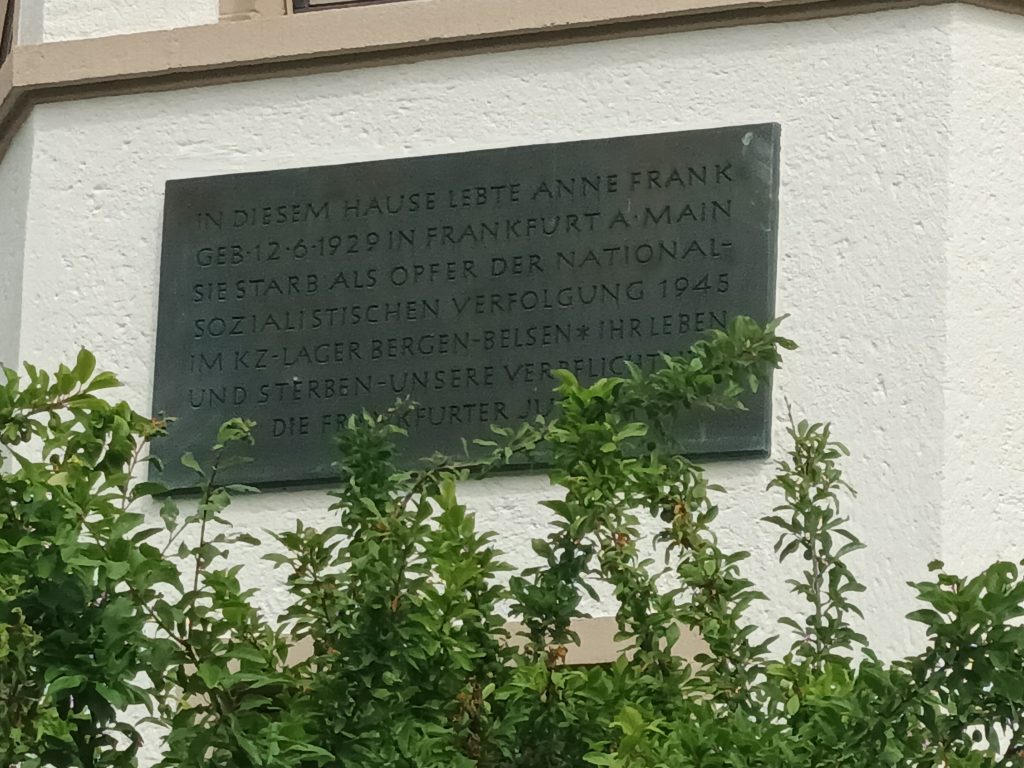 IN DIESEM HAUSE LEBTE ANNE FRANK
GEB·12·6·1929 IN FRANKFURT A·MAIN
SIE STARB ALS OPFER DER NATIONAL-
SOZIALISTISCHEN VERFOLGUNG 1945
IM KZ-LAGER BERGEN-BELSEN * IHR LEBEN
UND STERBEN-UNSERE
DIE FRANKFURTER